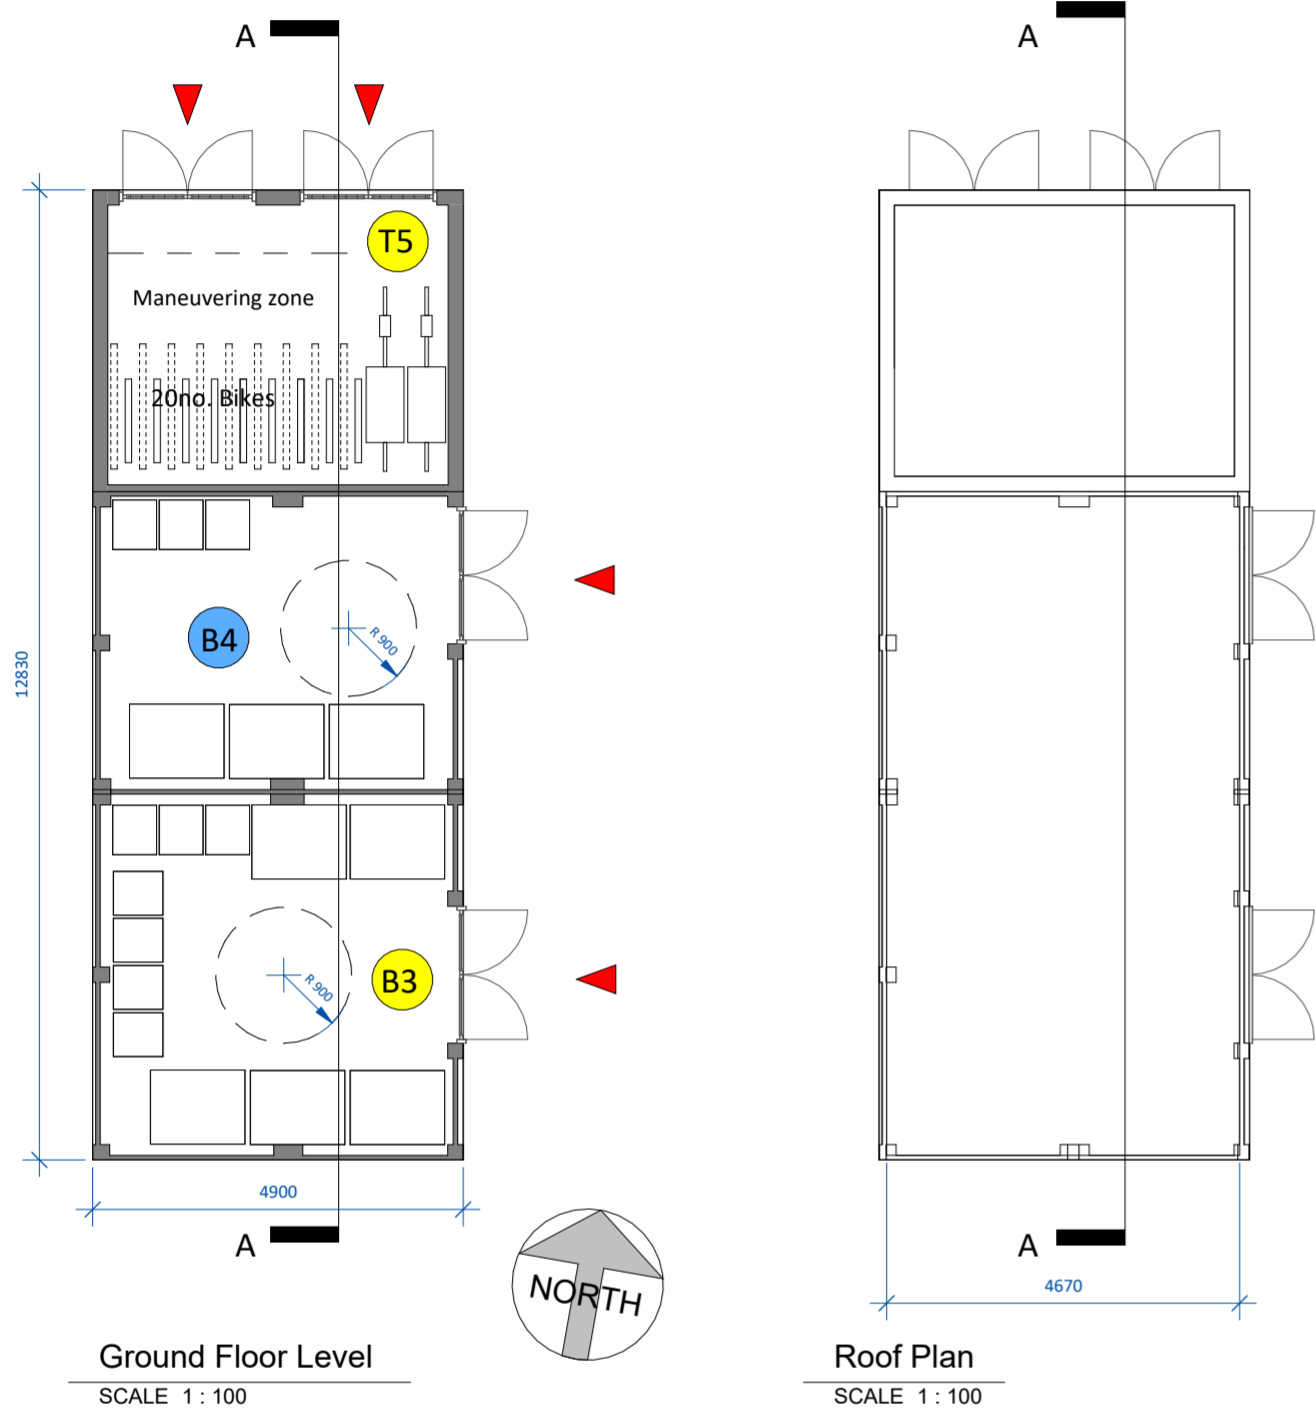 A
A
T5
Maneuvering zone
20no. Bikes
B4
R 900
12830
B3
R 900
4900
A
A
4670
NORTH
Ground Floor Level
SCALE 1 : 100
Roof Plan
SCALE 1 : 100